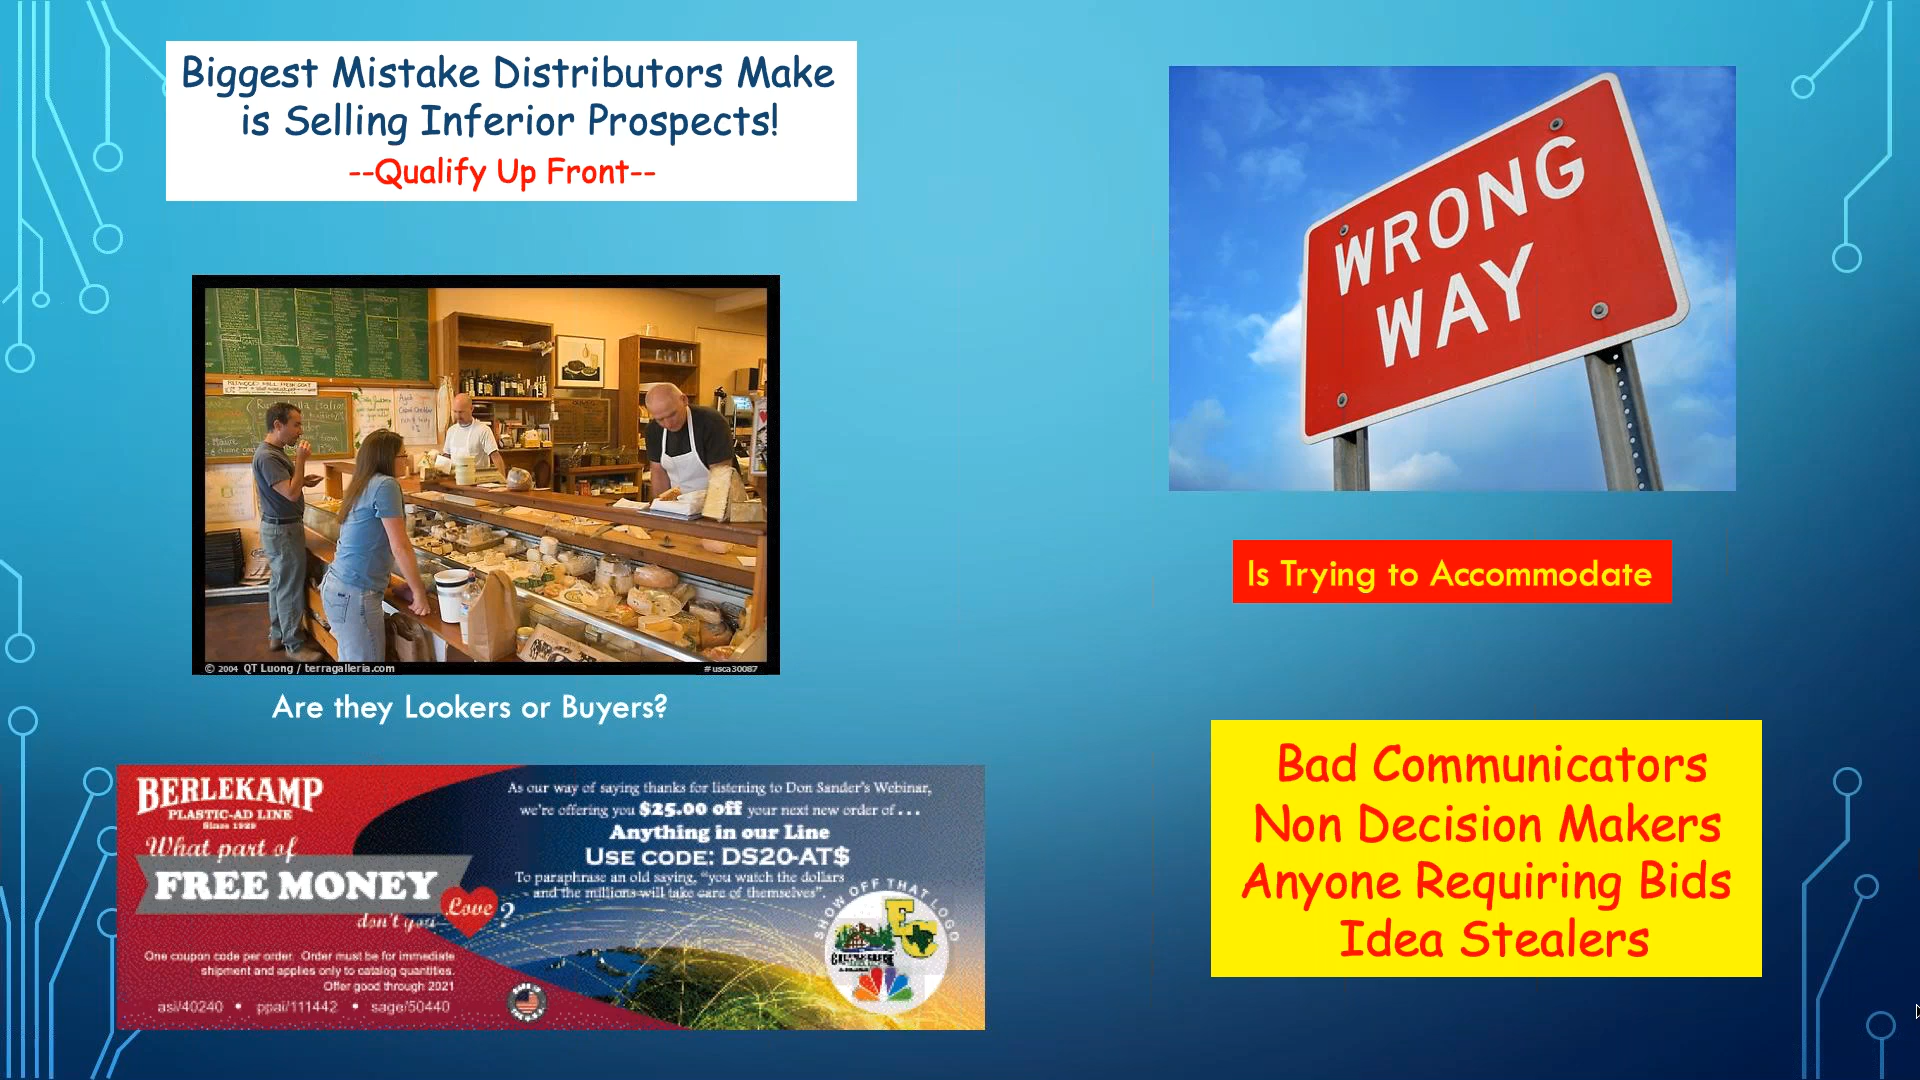 Biggest Mistake Distributors Make
is Selling Inferior Prospects!
--Qualify Up Front--
WRONG
WAY
© 2004 QT Luong / terragalleria.com
#usca30087
Are they Lookers or Buyers?
Is Trying to Accommodate
Bad Communicators
Non Decision Makers
Anyone Requiring Bids
Idea Stealers
BERLEKAMP
PLASTIC-AD LINE
Since 1929
What part of
FREE MONEY
don't you Love ?
One coupon code per order. Order must be for immediate
shipment and applies only to catalog quantities.
Offer good through 2021
asi/40240 • ppai/111442 • sage/50440
As our way of saying thanks for listening to Don Sander's Webinar,
we're offering you $25.00 off your next new order of . . .
Anything in our Line
USE CODE: DS20-AT$
To paraphrase an old saying, "you watch the dollars
and the millions will take care of themselves".
SHOW OFF THAT LOGO